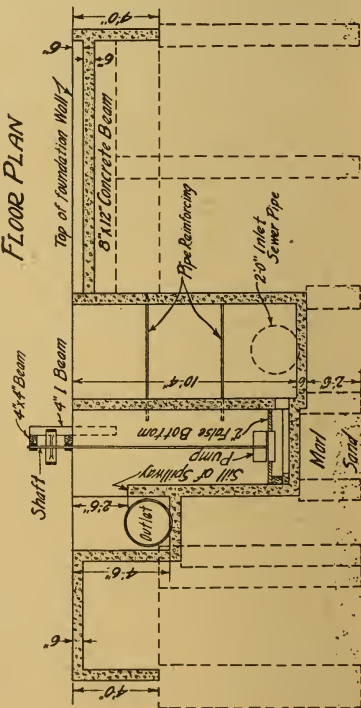 FLOOR PLAN
4'0"
6"
Top of Foundation Wall
6"
8"x12" Concrete Beam
Pipe Reinforcing
2'-0" Inlet
Sewer Pipe
10'-4"
6"
2'-6"
4"x4" Beam
4" I Beam
Shaft
Sill of Spillway
Pump
2" False Bottom
Marl
Sand
2'-6"
Outlet
4'-6"
6"
4'-0"